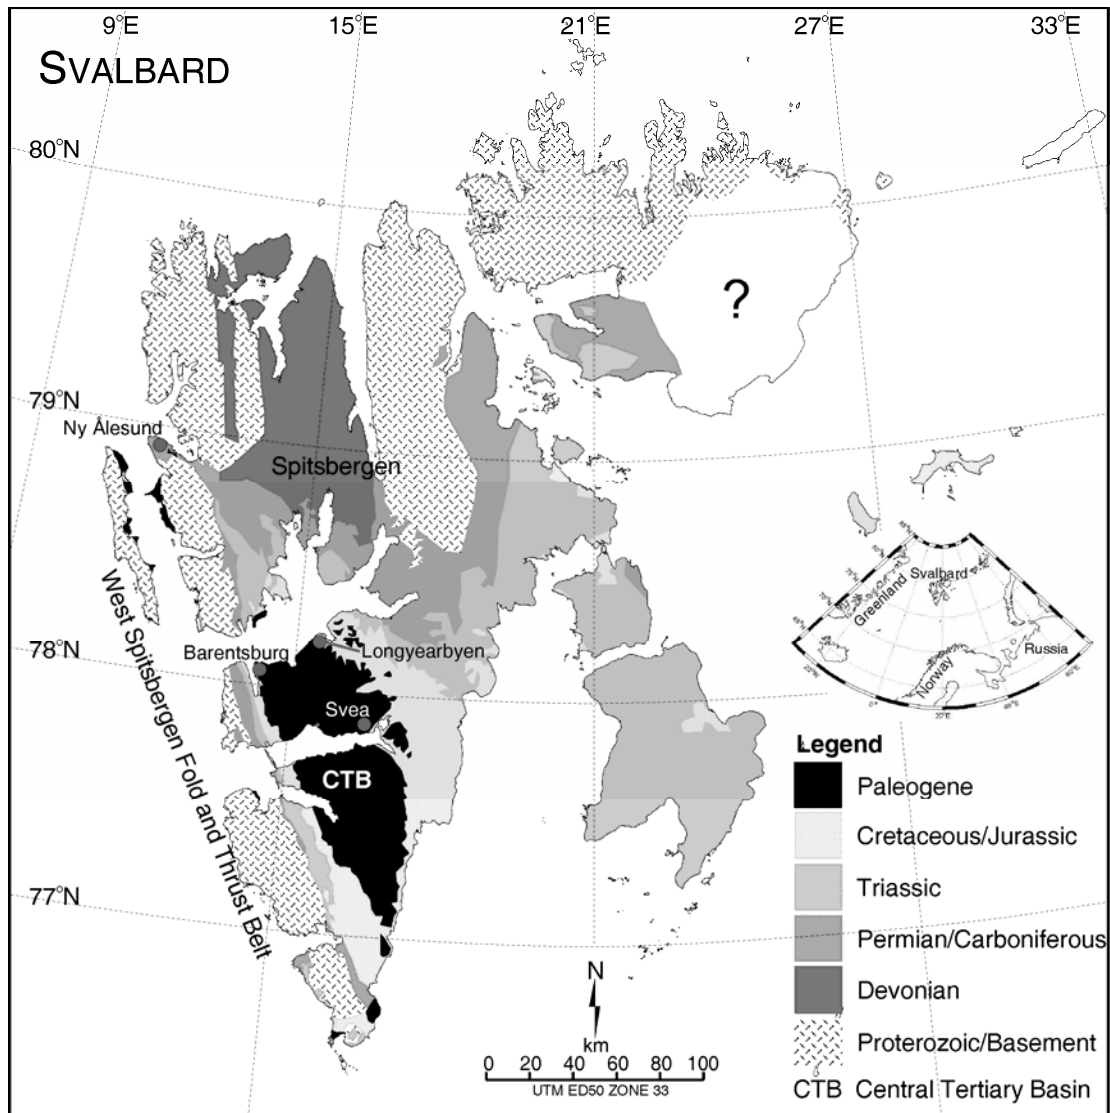 9°E 15°E 21°E 27°E 33°E
SVALBARD
80°N
?
79°N
Ny Ålesund
Spitsbergen
Svalbard
Greenland
Norway
Russia
0°
20°E
78°N
Barentsburg
Longyearbyen
Svea
CTB
West Spitsbergen Fold and Thrust Belt
77°N
Legend
Paleogene
Cretaceous/Jurassic
Triassic
Permian/Carboniferous
Devonian
Proterozoic/Basement
CTB Central Tertiary Basin
N
km
0 20 40 60 80 100
UTM ED50 ZONE 33